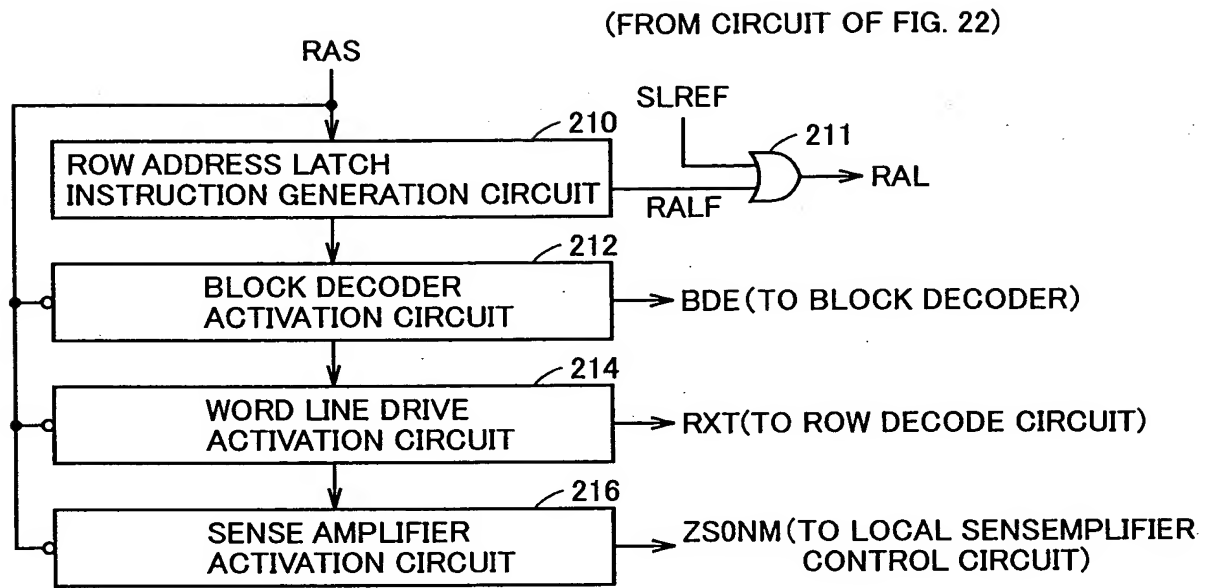 (FROM CIRCUIT OF FIG. 22)
RAS
SLREF
210
211
ROW ADDRESS LATCH
INSTRUCTION GENERATION CIRCUIT
RAL
RALF
212
BLOCK DECODER
ACTIVATION CIRCUIT
BDE(TO BLOCK DECODER)
214
WORD LINE DRIVE
ACTIVATION CIRCUIT
RXT(TO ROW DECODE CIRCUIT)
216
SENSE AMPLIFIER
ACTIVATION CIRCUIT
ZS0NM(TO LOCAL SENSEMPLIFIER
CONTROL CIRCUIT)